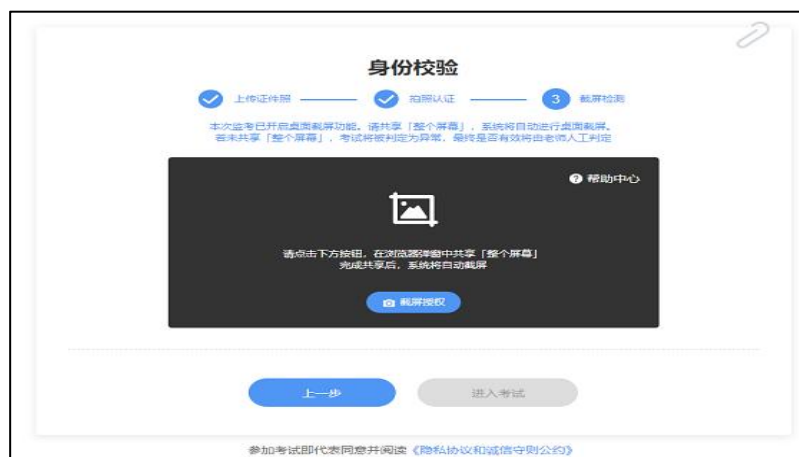 身份校验
上传证件照 拍照认证 3 截屏检测
本次监考已开启桌面截屏功能。请共享「整个屏幕」，系统将自动进行桌面截屏。
若未共享「整个屏幕」，考试将被判定为异常，最终是否有效将由老师人工判定
? 帮助中心
请点击下方按钮，在浏览器弹窗中共享「整个屏幕」
完成共享后，系统将自动截屏
截屏授权
上一步 进入考试
参加考试即代表同意并阅读《隐私协议和诚信守则公约》